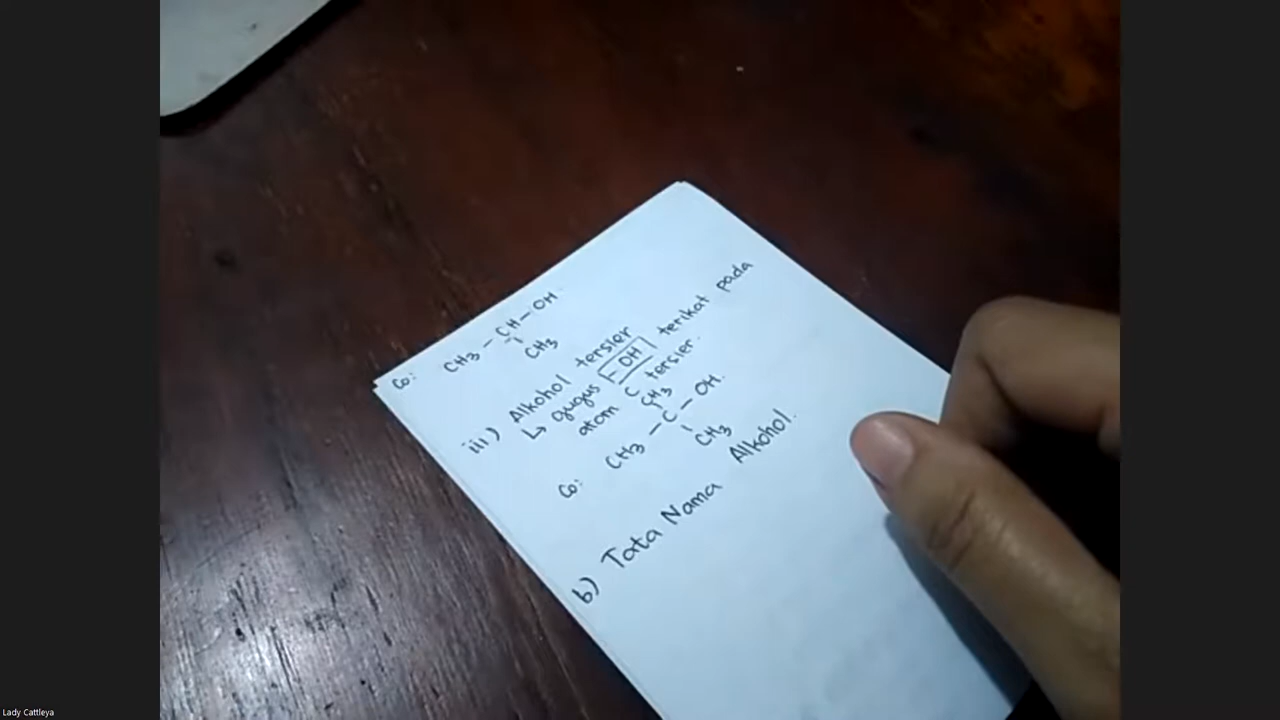 Co: CH3 - CH - OH
CH3
iii) Alkohol tersier
↳ gugus - OH terikat pada
atom C tersier.
CH3
Co: CH3 - C - OH.
CH3
b) Tata Nama Alkohol.
Lady Cattleya